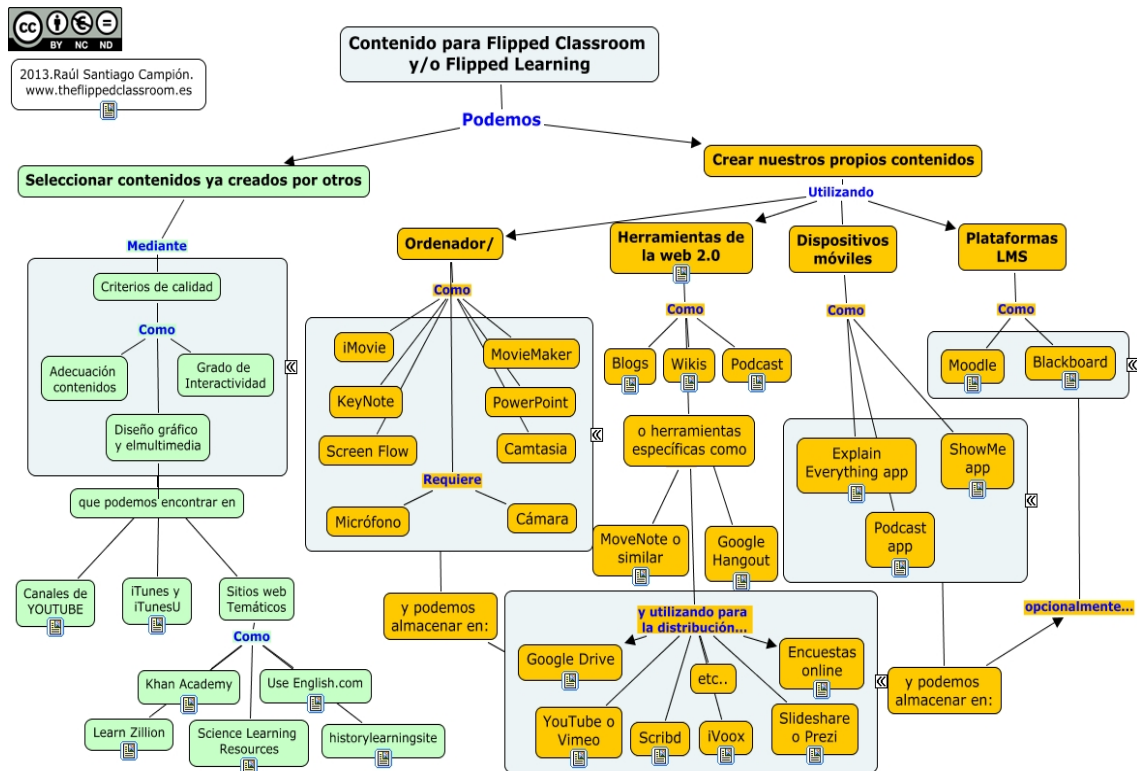 cc
BY NC ND
2013.Raúl Santiago Campión.
www.theflippedclassroom.es
Contenido para Flipped Classroom
y/o Flipped Learning
Podemos
Seleccionar contenidos ya creados por otros
Mediante
Criterios de calidad
Como
Adecuación
contenidos
Grado de
Interactividad
Diseño gráfico
y elmultimedia
que podemos encontrar en
Canales de
YOUTUBE
iTunes y
iTunesU
Sitios web
Temáticos
Como
Khan Academy
Use English.com
Learn Zillion
Science Learning
Resources
historylearningsite
Crear nuestros propios contenidos
Utilizando
Ordenador/
Como
iMovie
MovieMaker
KeyNote
PowerPoint
Screen Flow
Camtasia
Requiere
Micrófono
Cámara
y podemos
almacenar en:
Herramientas de
la web 2.0
Como
Blogs
Wikis
Podcast
o herramientas
específicas como
MoveNote o
similar
Google
Hangout
y utilizando para
la distribución...
Google Drive
etc..
Encuestas
online
YouTube o
Vimeo
Scribd
iVoox
Slideshare
o Prezi
Dispositivos
móviles
Como
Explain
Everything app
ShowMe
app
Podcast
app
y podemos
almacenar en:
Plataformas
LMS
Como
Moodle
Blackboard
opcionalmente...